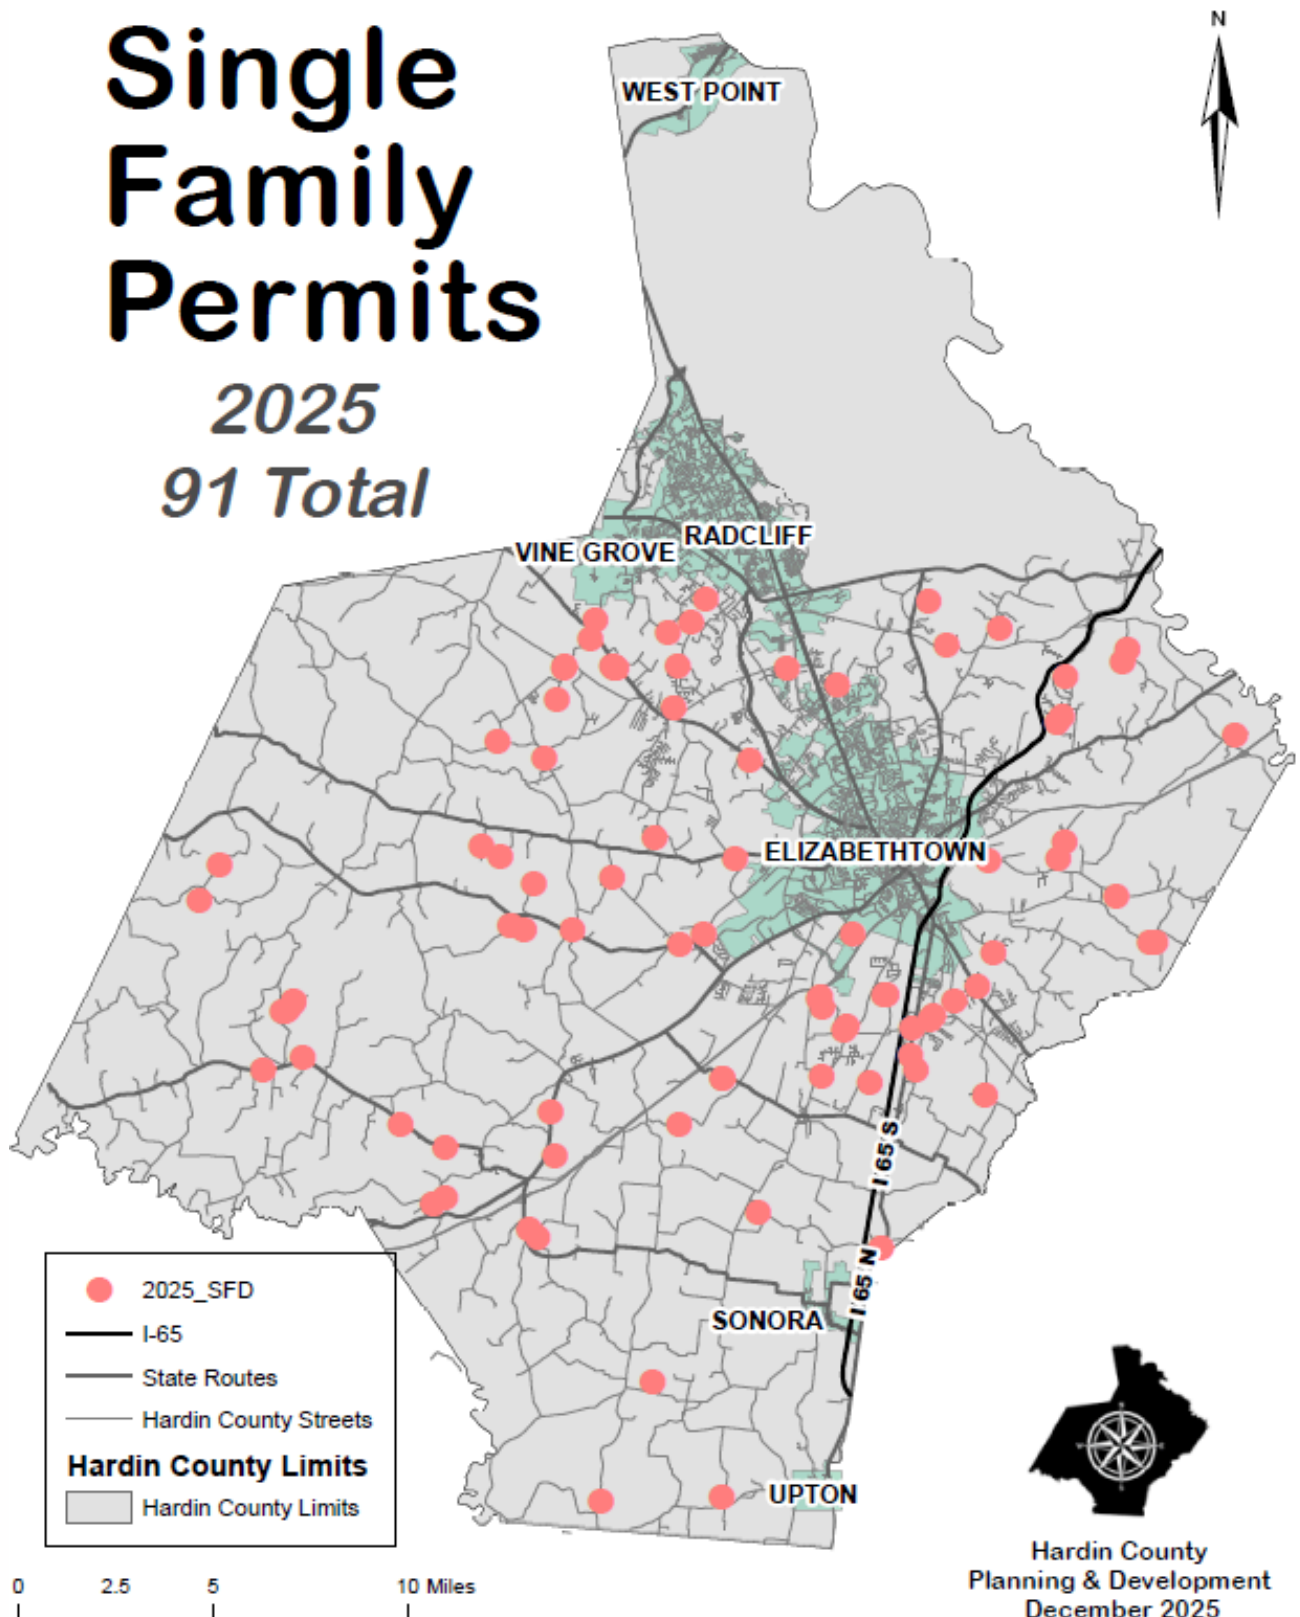 Single
Family
Permits
2025
91 Total
N
WEST POINT
RADCLIFF
VINE GROVE
ELIZABETHTOWN
I 65 S
I 65 N
SONORA
UPTON
2025_SFD
I-65
State Routes
Hardin County Streets
Hardin County Limits
Hardin County Limits
0 2.5 5 10 Miles
Hardin County
Planning & Development
December 2025